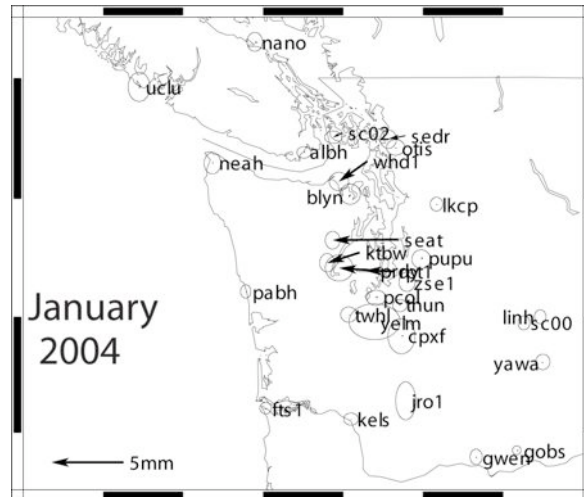 nano
uclu
sc02
sedr
otis
albh
whd1
neah
blyn
lkcp
seat
ktbw
pupu
zse1
pabh
pcol
thun
January
2004
twhl
yelm
linh
sc00
cpxf
yawa
jro1
fts1
kels
gwen
gobs
5mm